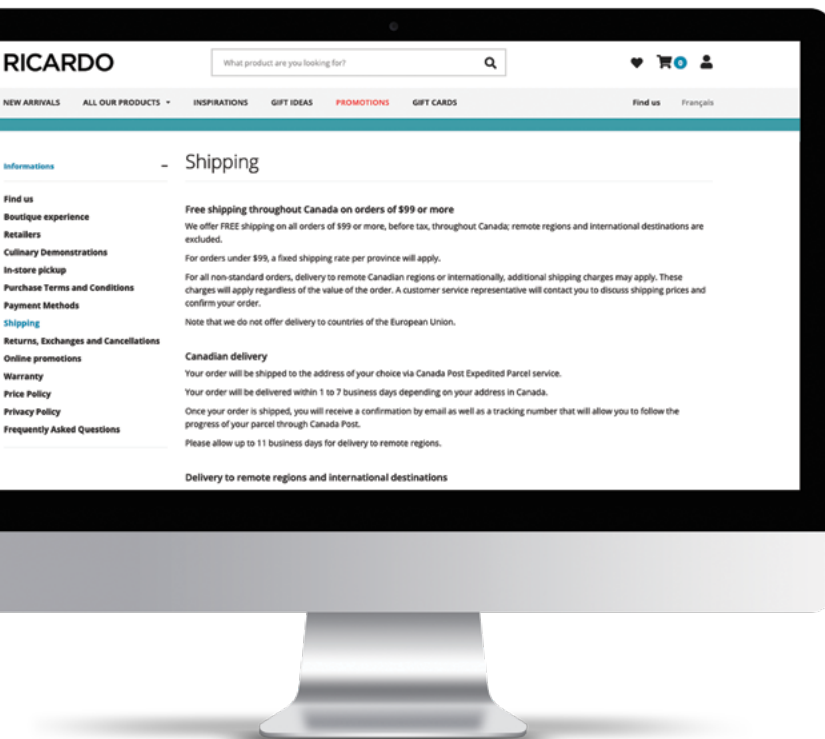 RICARDO
What product are you looking for?
0
NEW ARRIVALS ALL OUR PRODUCTS INSPIRATIONS GIFT IDEAS PROMOTIONS GIFT CARDS Find us Français
Informations –
Find us
Boutique experience
Retailers
Culinary Demonstrations
In-store pickup
Purchase Terms and Conditions
Payment Methods
Shipping
Returns, Exchanges and Cancellations
Online promotions
Warranty
Price Policy
Privacy Policy
Frequently Asked Questions
Shipping
Free shipping throughout Canada on orders of $99 or more
We offer FREE shipping on all orders of $99 or more, before tax, throughout Canada; remote regions and international destinations are
excluded.
For orders under $99, a fixed shipping rate per province will apply.
For all non-standard orders, delivery to remote Canadian regions or internationally, additional shipping charges may apply. These
charges will apply regardless of the value of the order. A customer service representative will contact you to discuss shipping prices and
confirm your order.
Note that we do not offer delivery to countries of the European Union.
Canadian delivery
Your order will be shipped to the address of your choice via Canada Post Expedited Parcel service.
Your order will be delivered within 1 to 7 business days depending on your address in Canada.
Once your order is shipped, you will receive a confirmation by email as well as a tracking number that will allow you to follow the
progress of your parcel through Canada Post.
Please allow up to 11 business days for delivery to remote regions.
Delivery to remote regions and international destinations